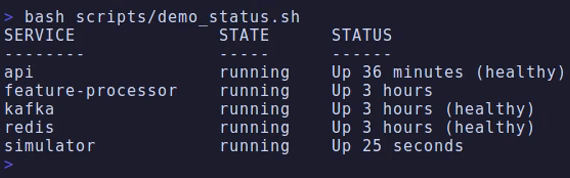 > bash scripts/demo_status.sh
SERVICE STATE STATUS
-------- ----- ------
api running Up 36 minutes (healthy)
feature-processor running Up 3 hours
kafka running Up 3 hours (healthy)
redis running Up 3 hours (healthy)
simulator running Up 25 seconds
>